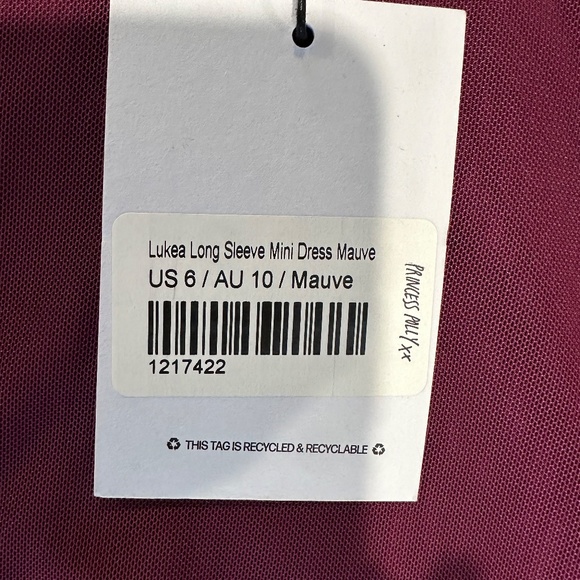 Lukea Long Sleeve Mini Dress Mauve
US 6 / AU 10 / Mauve
1217422
PRINCESS POLLY xx
THIS TAG IS RECYCLED & RECYCLABLE